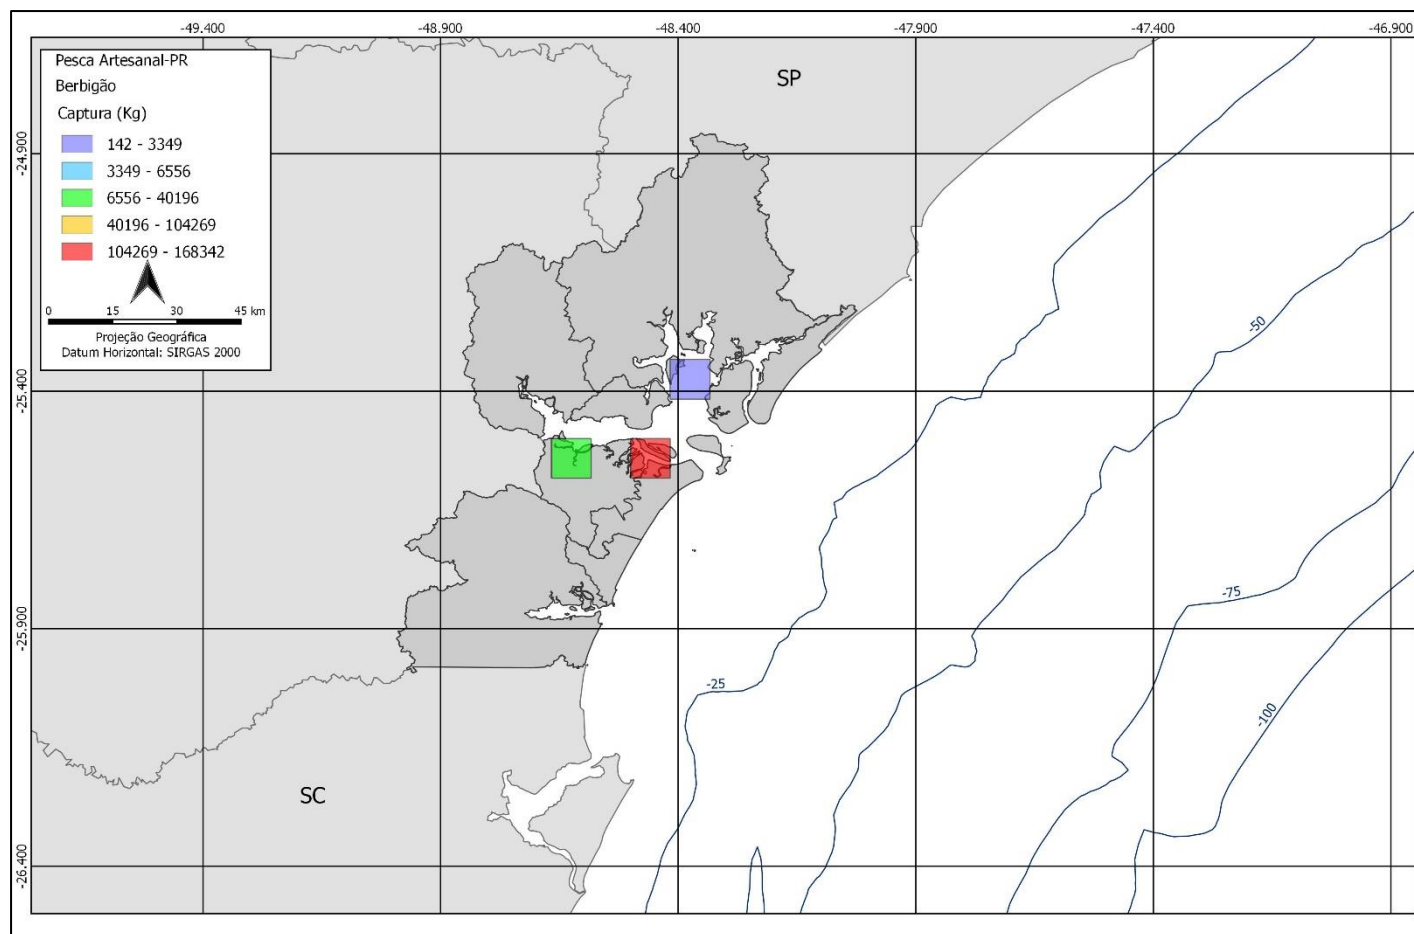 -49.400 -48.900 -48.400 -47.900 -47.400 -46.900
Pesca Artesanal-PR
Berbigão
Captura (Kg)
142 - 3349
3349 - 6556
6556 - 40196
40196 - 104269
104269 - 168342
0 15 30 45 km
Projeção Geográfica
Datum Horizontal: SIRGAS 2000
SP
-24.900
-25.400
-25.900
-26.400
-50
-75
-25
-100
SC